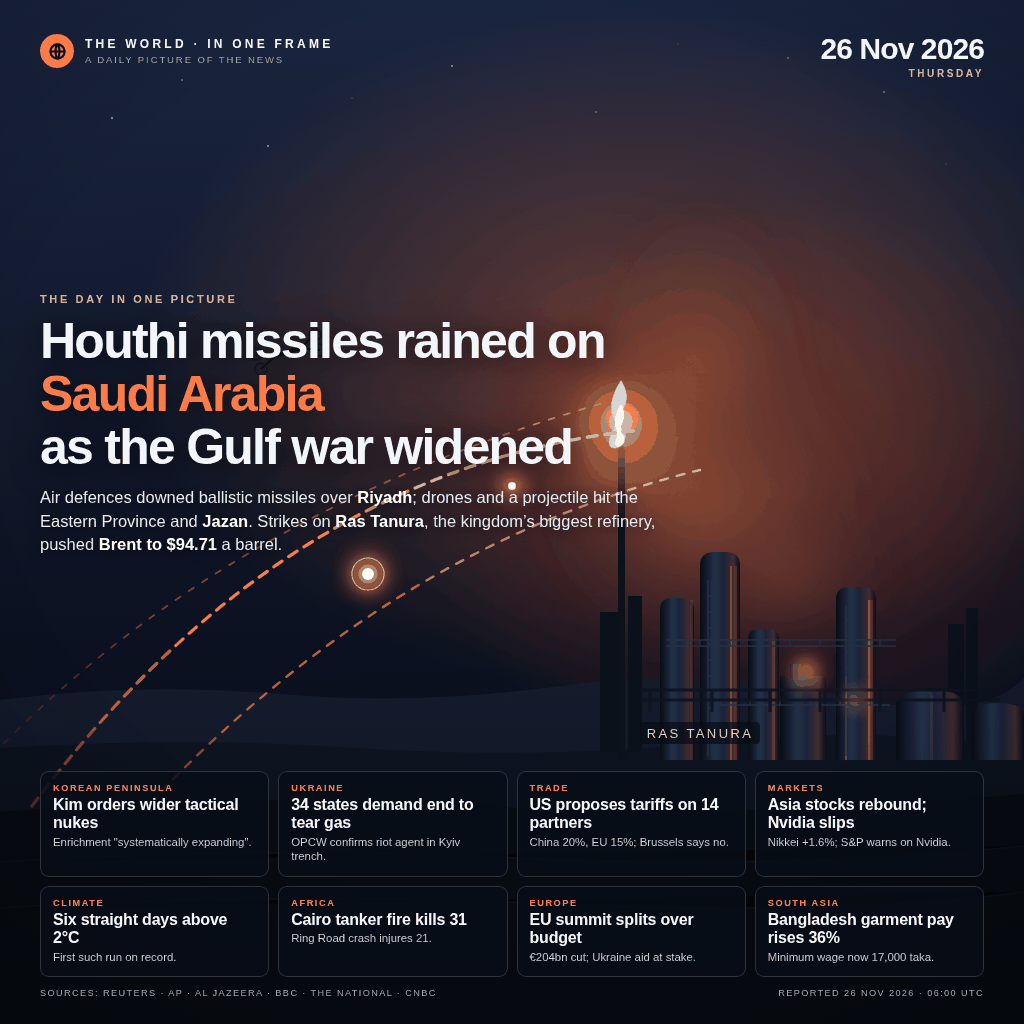 THE WORLD · IN ONE FRAME
A DAILY PICTURE OF THE NEWS
26 Nov 2026
THURSDAY
THE DAY IN ONE PICTURE
Houthi missiles rained on
Saudi Arabia
as the Gulf war widened
Air defences downed ballistic missiles over Riyadh; drones and a projectile hit the
Eastern Province and Jazan. Strikes on Ras Tanura, the kingdom's biggest refinery,
pushed Brent to $94.71 a barrel.
RAS TANURA
KOREAN PENINSULA
Kim orders wider tactical
nukes
Enrichment "systematically expanding".
UKRAINE
34 states demand end to
tear gas
OPCW confirms riot agent in Kyiv
trench.
TRADE
US proposes tariffs on 14
partners
China 20%, EU 15%; Brussels says no.
MARKETS
Asia stocks rebound;
Nvidia slips
Nikkei +1.6%; S&P warns on Nvidia.
CLIMATE
Six straight days above
2°C
First such run on record.
AFRICA
Cairo tanker fire kills 31
Ring Road crash injures 21.
EUROPE
EU summit splits over
budget
€204bn cut; Ukraine aid at stake.
SOUTH ASIA
Bangladesh garment pay
rises 36%
Minimum wage now 17,000 taka.
SOURCES: REUTERS · AP · AL JAZEERA · BBC · THE NATIONAL · CNBC
REPORTED 26 NOV 2026 · 06:00 UTC